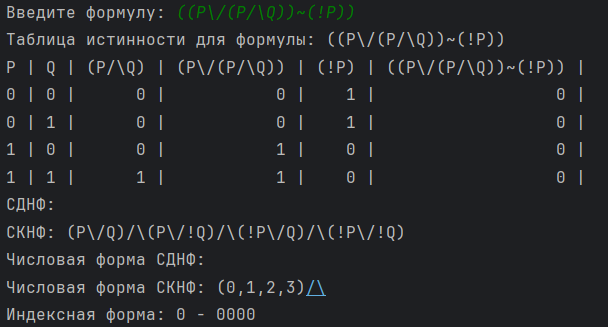 Введите формулу: ((P\/(P/\Q))~(!P))
Таблица истинности для формулы: ((P\/(P/\Q))~(!P))
P | Q | (P/\Q) | (P\/(P/\Q)) | (!P) | ((P\/(P/\Q))~(!P)) |
0 | 0 |      0 |           0 |    1 |                  0 |
0 | 1 |      0 |           0 |    1 |                  0 |
1 | 0 |      0 |           1 |    0 |                  0 |
1 | 1 |      1 |           1 |    0 |                  0 |
СДНФ:
СКНФ: (P\/Q)/\(P\/!Q)/\(!P\/Q)/\(!P\/!Q)
Числовая форма СДНФ:
Числовая форма СКНФ: (0,1,2,3)/\
Индексная форма: 0 - 0000